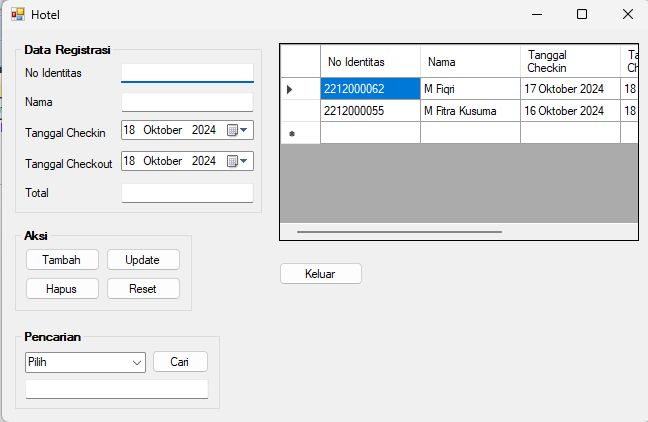 Hotel
Data Registrasi
No Identitas
Nama
Tanggal Checkin 18 Oktober 2024
Tanggal Checkout 18 Oktober 2024
Total
Aksi
Tambah Update
Hapus Reset
Pencarian
Pilih Cari
No Identitas Nama Tanggal Checkin
2212000062 M Fiqri 17 Oktober 2024 18
2212000055 M Fitra Kusuma 16 Oktober 2024 18
Keluar